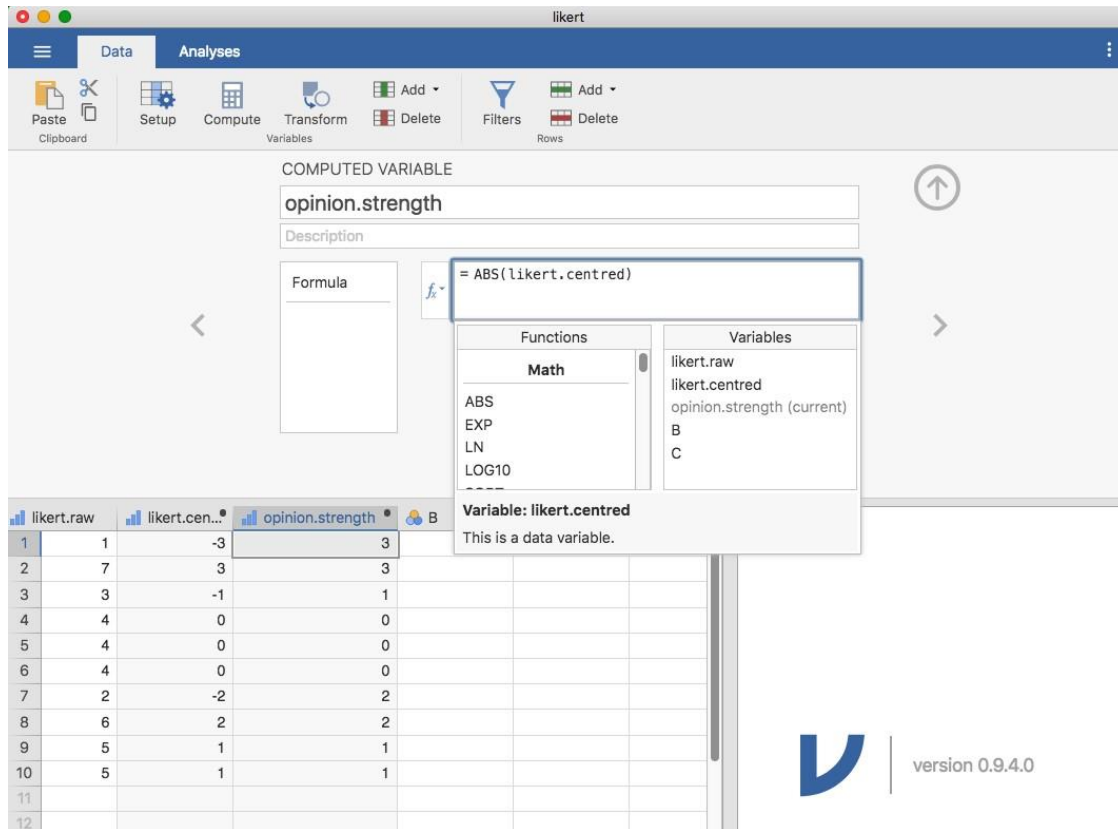 likert
Data Analyses
Paste Setup Compute Transform Add Delete Filters Add Delete
Clipboard Variables Rows
COMPUTED VARIABLE
opinion.strength
Description
Formula
fx
= ABS(likert.centred)
Functions Variables
Math
ABS
EXP
LN
LOG10
likert.raw
likert.centred
opinion.strength (current)
B
C
Variable: likert.centred
This is a data variable.
likert.raw likert.cen... opinion.strength B
1 1 -3 3
2 7 3 3
3 3 -1 1
4 4 0 0
5 4 0 0
6 4 0 0
7 2 -2 2
8 6 2 2
9 5 1 1
10 5 1 1
11
12
version 0.9.4.0